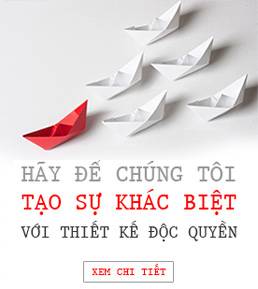 HÃY ĐỂ CHÚNG TÔI
TẠO SỰ KHÁC BIỆT
VỚI THIẾT KẾ ĐỘC QUYỀN
XEM CHI TIẾT